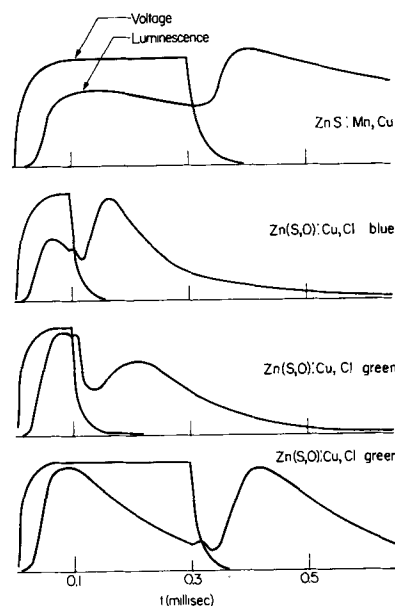 Voltage
Luminescence
Zn S: Mn, Cu
Zn(S,O):Cu,Cl blue
Zn(S,O):Cu, Cl green
Zn(S,O):Cu, Cl green
0.1 0.3 0.5
t (millisec)